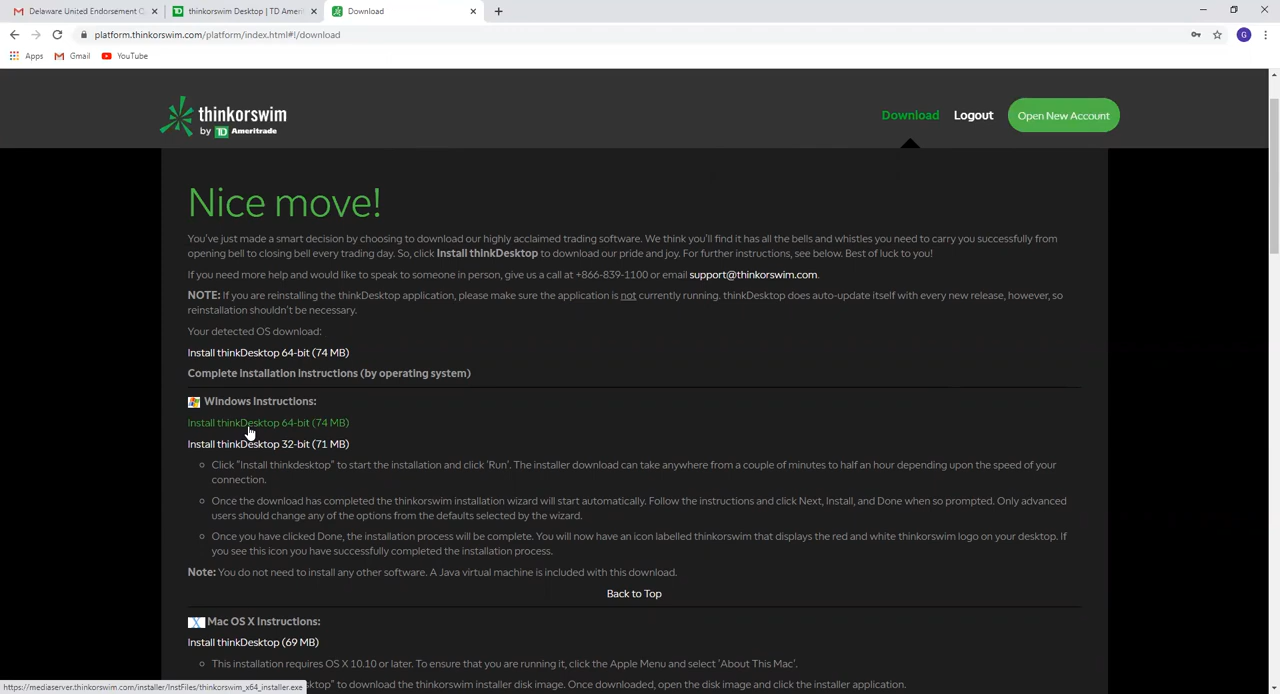 Delaware United Endorsement Q
thinkorswim Desktop | TD Ameri
Download
platform.thinkorswim.com/platform/index.html#!/download
G
Apps
Gmail
YouTube
thinkorswim
by TD Ameritrade
Download
Logout
Open New Account
Nice move!
You've just made a smart decision by choosing to download our highly acclaimed trading software. We think you'll find it has all the bells and whistles you need to carry you successfully from
opening bell to closing bell every trading day. So, click Install thinkDesktop to download our pride and joy. For further instructions, see below. Best of luck to you!
If you need more help and would like to speak to someone in person, give us a call at +866-839-1100 or email support@thinkorswim.com.
NOTE: If you are reinstalling the thinkDesktop application, please make sure the application is not currently running. thinkDesktop does auto-update itself with every new release, however, so
reinstallation shouldn't be necessary.
Your detected OS download:
Install thinkDesktop 64-bit (74 MB)
Complete installation instructions (by operating system)
Windows Instructions:
Install thinkDesktop 64-bit (74 MB)
Install thinkDesktop 32-bit (71 MB)
Click "Install thinkdesktop" to start the installation and click 'Run'. The installer download can take anywhere from a couple of minutes to half an hour depending upon the speed of your
connection.
Once the download has completed the thinkorswim installation wizard will start automatically. Follow the instructions and click Next, Install, and Done when so prompted. Only advanced
users should change any of the options from the defaults selected by the wizard.
Once you have clicked Done, the installation process will be complete. You will now have an icon labelled thinkorswim that displays the red and white thinkorswim logo on your desktop. If
you see this icon you have successfully completed the installation process.
Note: You do not need to install any other software. A Java virtual machine is included with this download.
Back to Top
Mac OS X Instructions:
Install thinkDesktop (69 MB)
This installation requires OS X 10.10 or later. To ensure that you are running it, click the Apple Menu and select 'About This Mac'.
ktop" to download the thinkorswim installer disk image. Once downloaded, open the disk image and click the installer application.
https://mediaserver.thinkorswim.com/installer/InstFiles/thinkorswim_x64_installer.exe